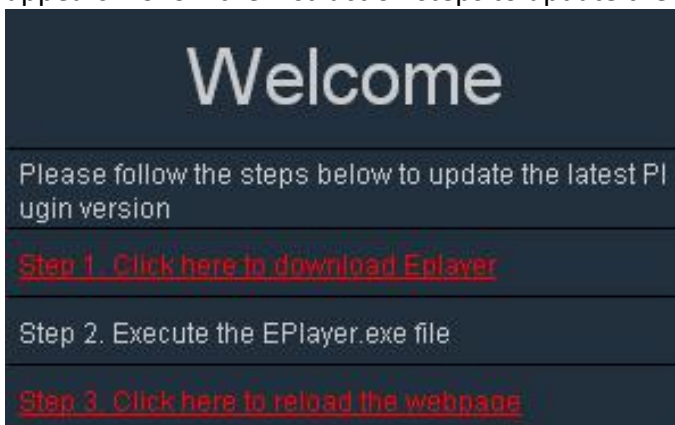 Welcome
Please follow the steps below to update the latest Pl
ugin version
Step 1. Click here to download Eplayer
Step 2. Execute the EPlayer.exe file
Step 3. Click here to reload the webpage